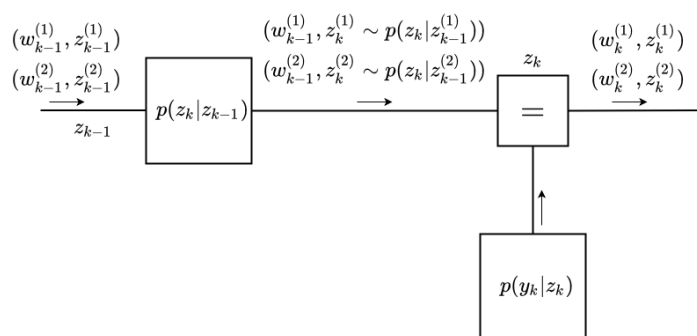 (w_{k-1}^{(1)}, z_{k-1}^{(1)})
(w_{k-1}^{(2)}, z_{k-1}^{(2)})
z_{k-1}
p(z_k|z_{k-1})
(w_{k-1}^{(1)}, z_k^{(1)} ∼ p(z_k|z_{k-1}^{(1)}))
(w_{k-1}^{(2)}, z_k^{(2)} ∼ p(z_k|z_{k-1}^{(2)}))
z_k
=
(w_k^{(1)}, z_k^{(1)})
(w_k^{(2)}, z_k^{(2)})
p(y_k|z_k)